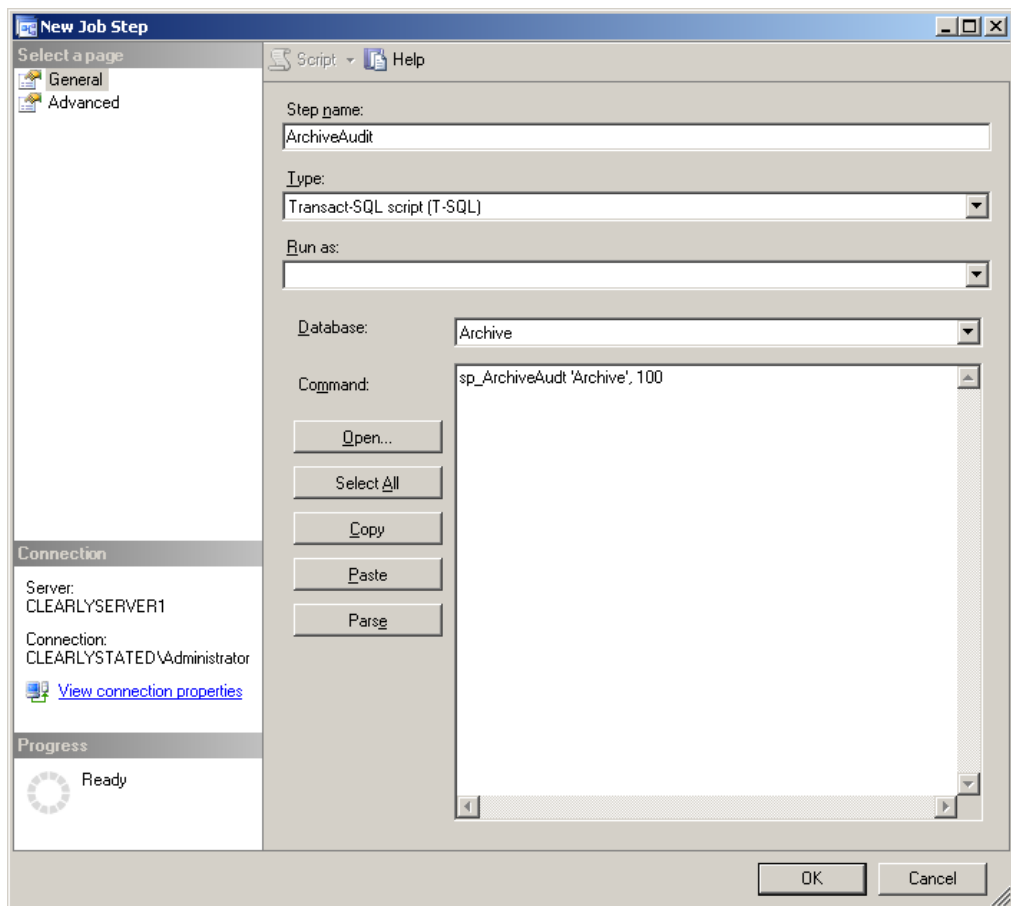 New Job Step
Select a page
General
Advanced
Script
Help
Step name:
ArchiveAudit
Type:
Transact-SQL script (T-SQL)
Run as:
Database:
Archive
Command:
sp_ArchiveAudt 'Archive', 100
Open...
Select All
Copy
Paste
Parse
Connection
Server:
CLEARLYSERVER1
Connection:
CLEARLYSTATED\Administrator
View connection properties
Progress
Ready
OK
Cancel